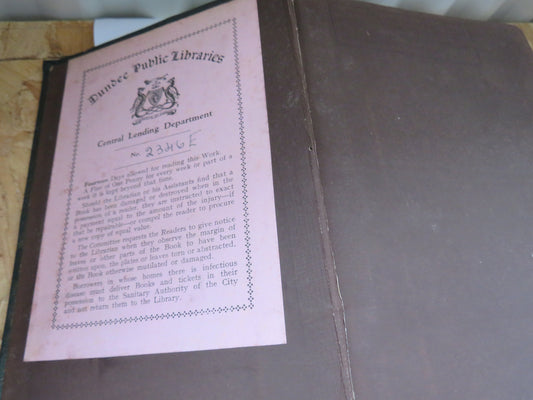 Dundee Public Libraries
Central Lending Department
No. 2346E
Days allowed for reading this Work.
A Fine of One Penny for every week or part of a
week it is kept beyond that time.
Should the Librarian or his Assistants find that a
Book has been damaged or destroyed when in the
possession of a reader, they are instructed to exact
a payment equal to the amount of the injury—if
that be repairable—or compel the reader to procure
a new copy of equal value.
The Committee requests the Readers to give notice
to the Librarian when they observe the margin of
leaves or other parts of the Book to have been
written upon, the plates or leaves torn or abstracted,
or the Book otherwise mutilated or damaged.
Borrowers in whose homes there is infectious
disease must deliver Books and tickets in their
possession to the Sanitary Authority of the City
and not return them to the Library.